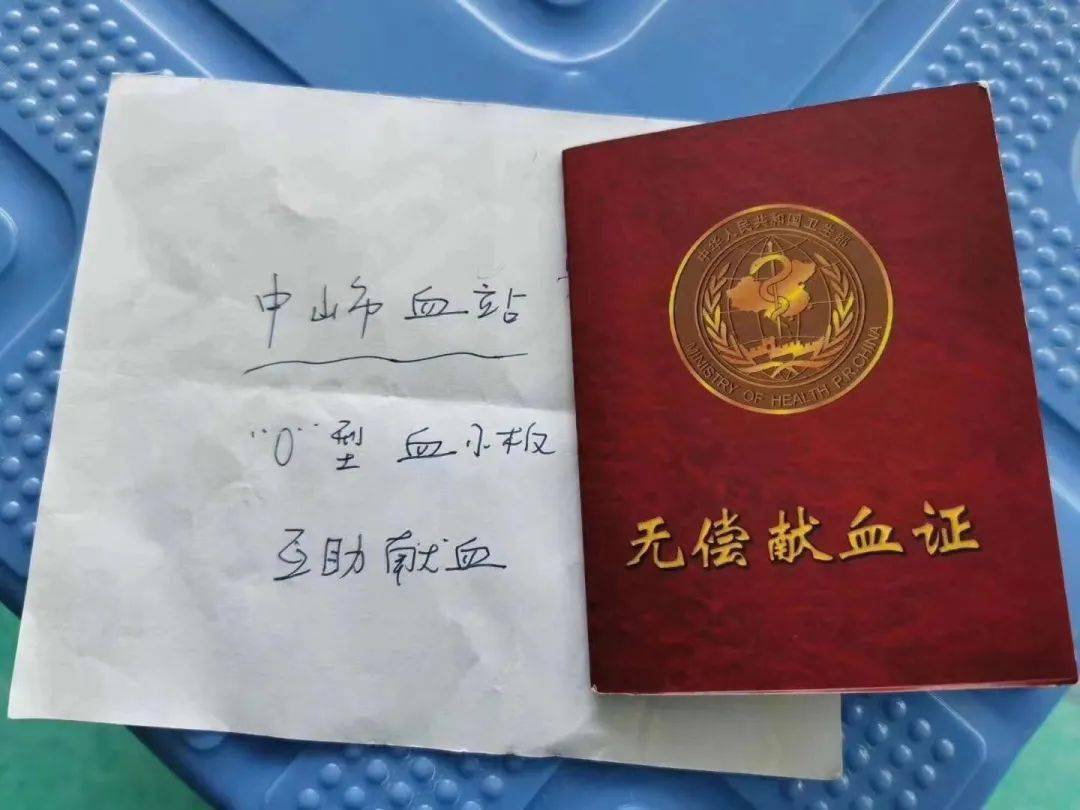 中山市血站
“O”型 血小板
互助献血
中华人民共和国卫生部
MINISTRY OF HEALTH P.R.CHINA
无偿献血证